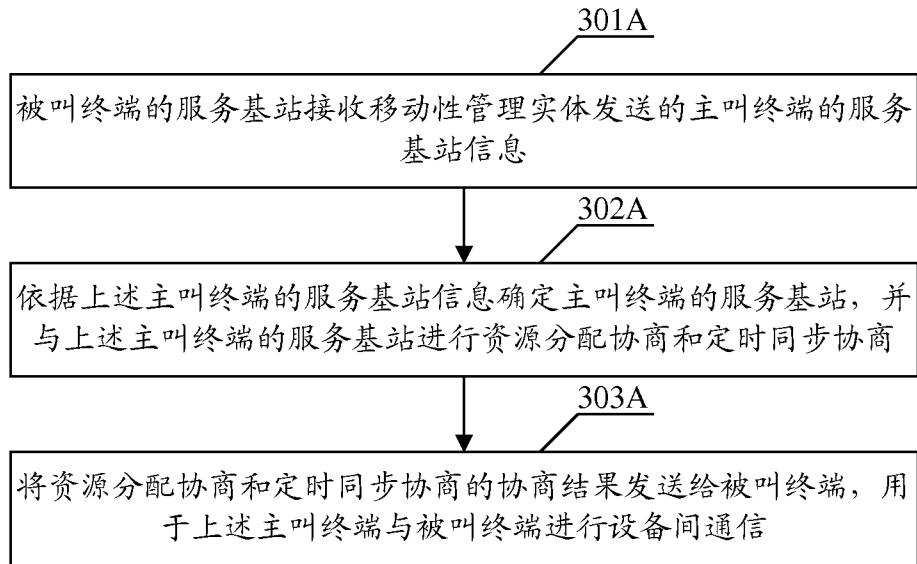 301A
被叫终端的服务基站接收移动性管理实体发送的主叫终端的服务
基站信息
302A
依据上述主叫终端的服务基站信息确定主叫终端的服务基站，并
与上述主叫终端的服务基站进行资源分配协商和定时同步协商
303A
将资源分配协商和定时同步协商的协商结果发送给被叫终端，用
于上述主叫终端与被叫终端进行设备间通信